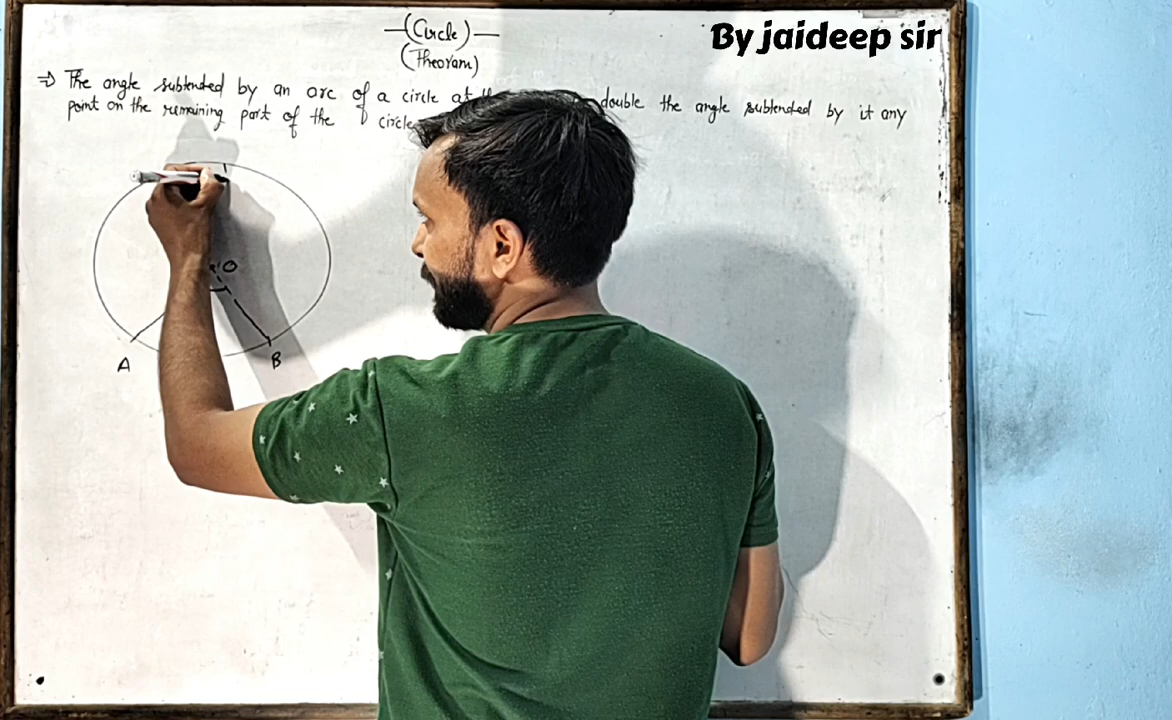 By jaideep sir
(Circle)
(Theoram)
⇒ The angle subtended by an arc of a circle at double the angle subtended by it any
point on the remaining part of the circle
O
A
B